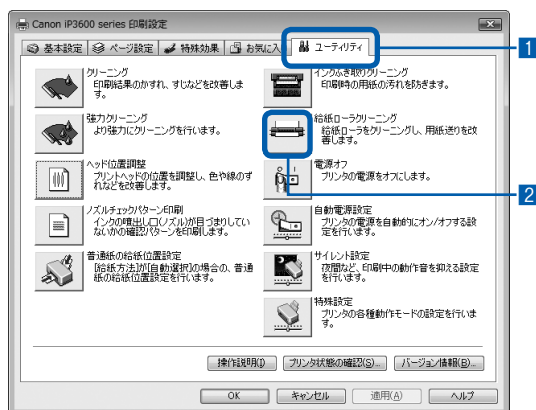 Canon iP3600 series 印刷設定
基本設定 ページ設定 特殊効果 お気に入 ユーティリティ
1
クリーニング
印刷結果のかすれ、すじなどを改善します。
インクふき取りクリーニング
印刷時の用紙の汚れを防ぎます。
強力クリーニング
より強力にクリーニングを行います。
給紙ローラクリーニング
給紙ローラをクリーニングし、用紙送りを改
善します。
2
ヘッド位置調整
プリントヘッドの位置を調整し、色や線のず
れなどを改善します。
電源オフ
プリンタの電源をオフにします。
ノズルチェックパターン印刷
インクの噴出し口(ノズル)が目づまりしてい
ないかの確認パターンを印刷します。
自動電源設定
プリンタの電源を自動的にオン/オフする設
定を行います。
普通紙の給紙位置設定
[給紙方法]が[自動選択]の場合の、普通
紙の給紙位置設定を行います。
サイレント設定
夜間など、印刷中の動作音を抑える設定
を行います。
特殊設定
プリンタの各種動作モードの設定を行いま
す。
操作説明(I) プリンタ状態の確認(S)... バージョン情報(B)...
OK キャンセル 適用(A) ヘルプ